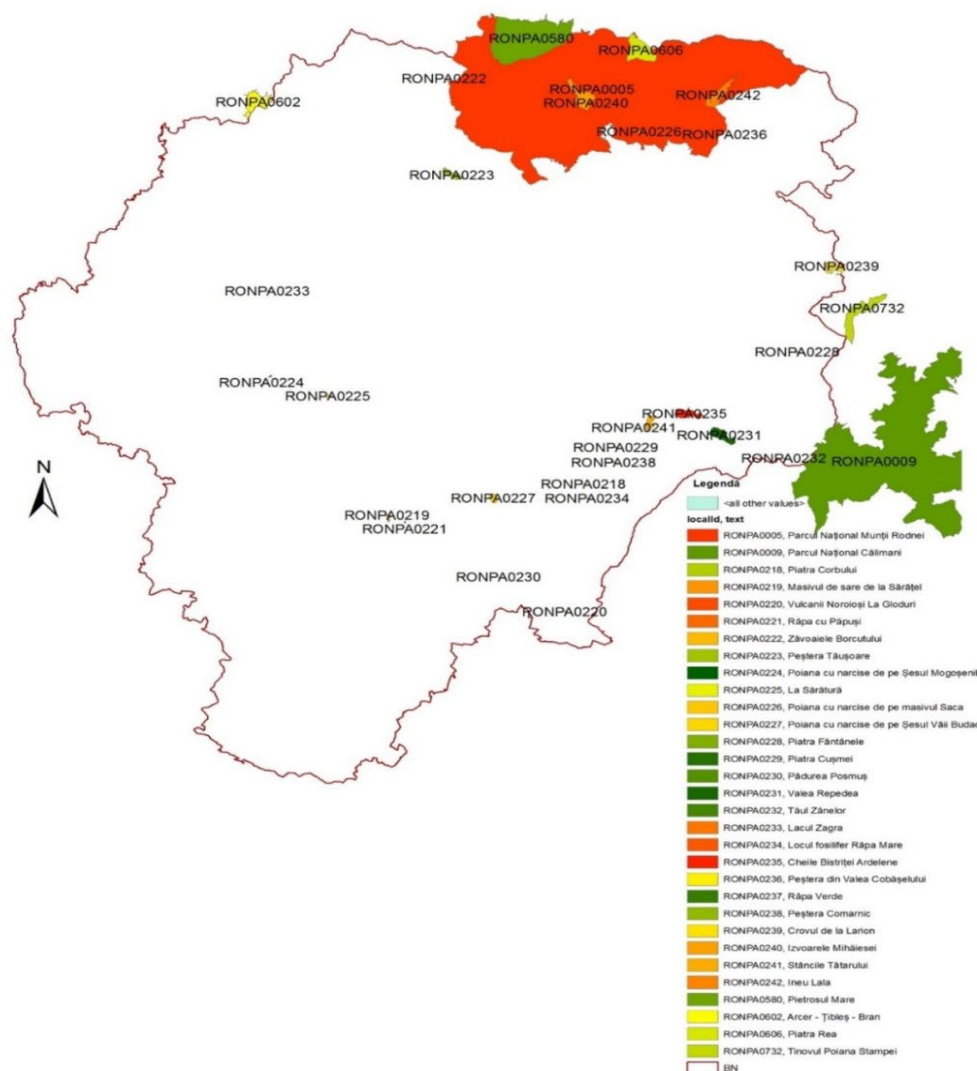 RONPA0580
RONPA0606
RONPA0222
RONPA0005
RONPA0242
RONPA0602
RONPA0240
RONPA0226
RONPA0236
RONPA0223
RONPA0239
RONPA0233
RONPA0732
RONPA0228
RONPA0224
RONPA0225
RONPA0235
RONPA0241
RONPA0231
RONPA0229
RONPA0232
RONPA0009
RONPA0238
N
RONPA0218
RONPA0227
RONPA0234
RONPA0219
RONPA0221
RONPA0230
RONPA0220
Legendă
<all other values>
localId, text
RONPA0005, Parcul Național Munții Rodnei
RONPA0009, Parcul Național Călimani
RONPA0218, Piatra Corbului
RONPA0219, Masivul de sare de la Sărățel
RONPA0220, Vulcanii Noroioși La Gloduri
RONPA0221, Râpa cu Păpuși
RONPA0222, Zăvoaiele Borcutului
RONPA0223, Peștera Tăușoare
RONPA0224, Poiana cu narcise de pe Șesul Mogoșenil
RONPA0225, La Sărătură
RONPA0226, Poiana cu narcise de pe masivul Saca
RONPA0227, Poiana cu narcise de pe Șesul Văii Budac
RONPA0228, Piatra Fântânele
RONPA0229, Piatra Cușmei
RONPA0230, Pădurea Posmuș
RONPA0231, Valea Repedea
RONPA0232, Tăul Zânelor
RONPA0233, Lacul Zagra
RONPA0234, Locul fosilifer Râpa Mare
RONPA0235, Cheile Bistriței Ardelene
RONPA0236, Peștera din Valea Cobășelului
RONPA0237, Râpa Verde
RONPA0238, Peștera Comarnic
RONPA0239, Crovul de la Larion
RONPA0240, Izvoarele Mihăiesei
RONPA0241, Stâncile Tătarului
RONPA0242, Ineu Lala
RONPA0580, Pietrosul Mare
RONPA0602, Arcer - Țibleș - Bran
RONPA0606, Piatra Rea
RONPA0732, Tinovul Poiana Stampei
BN